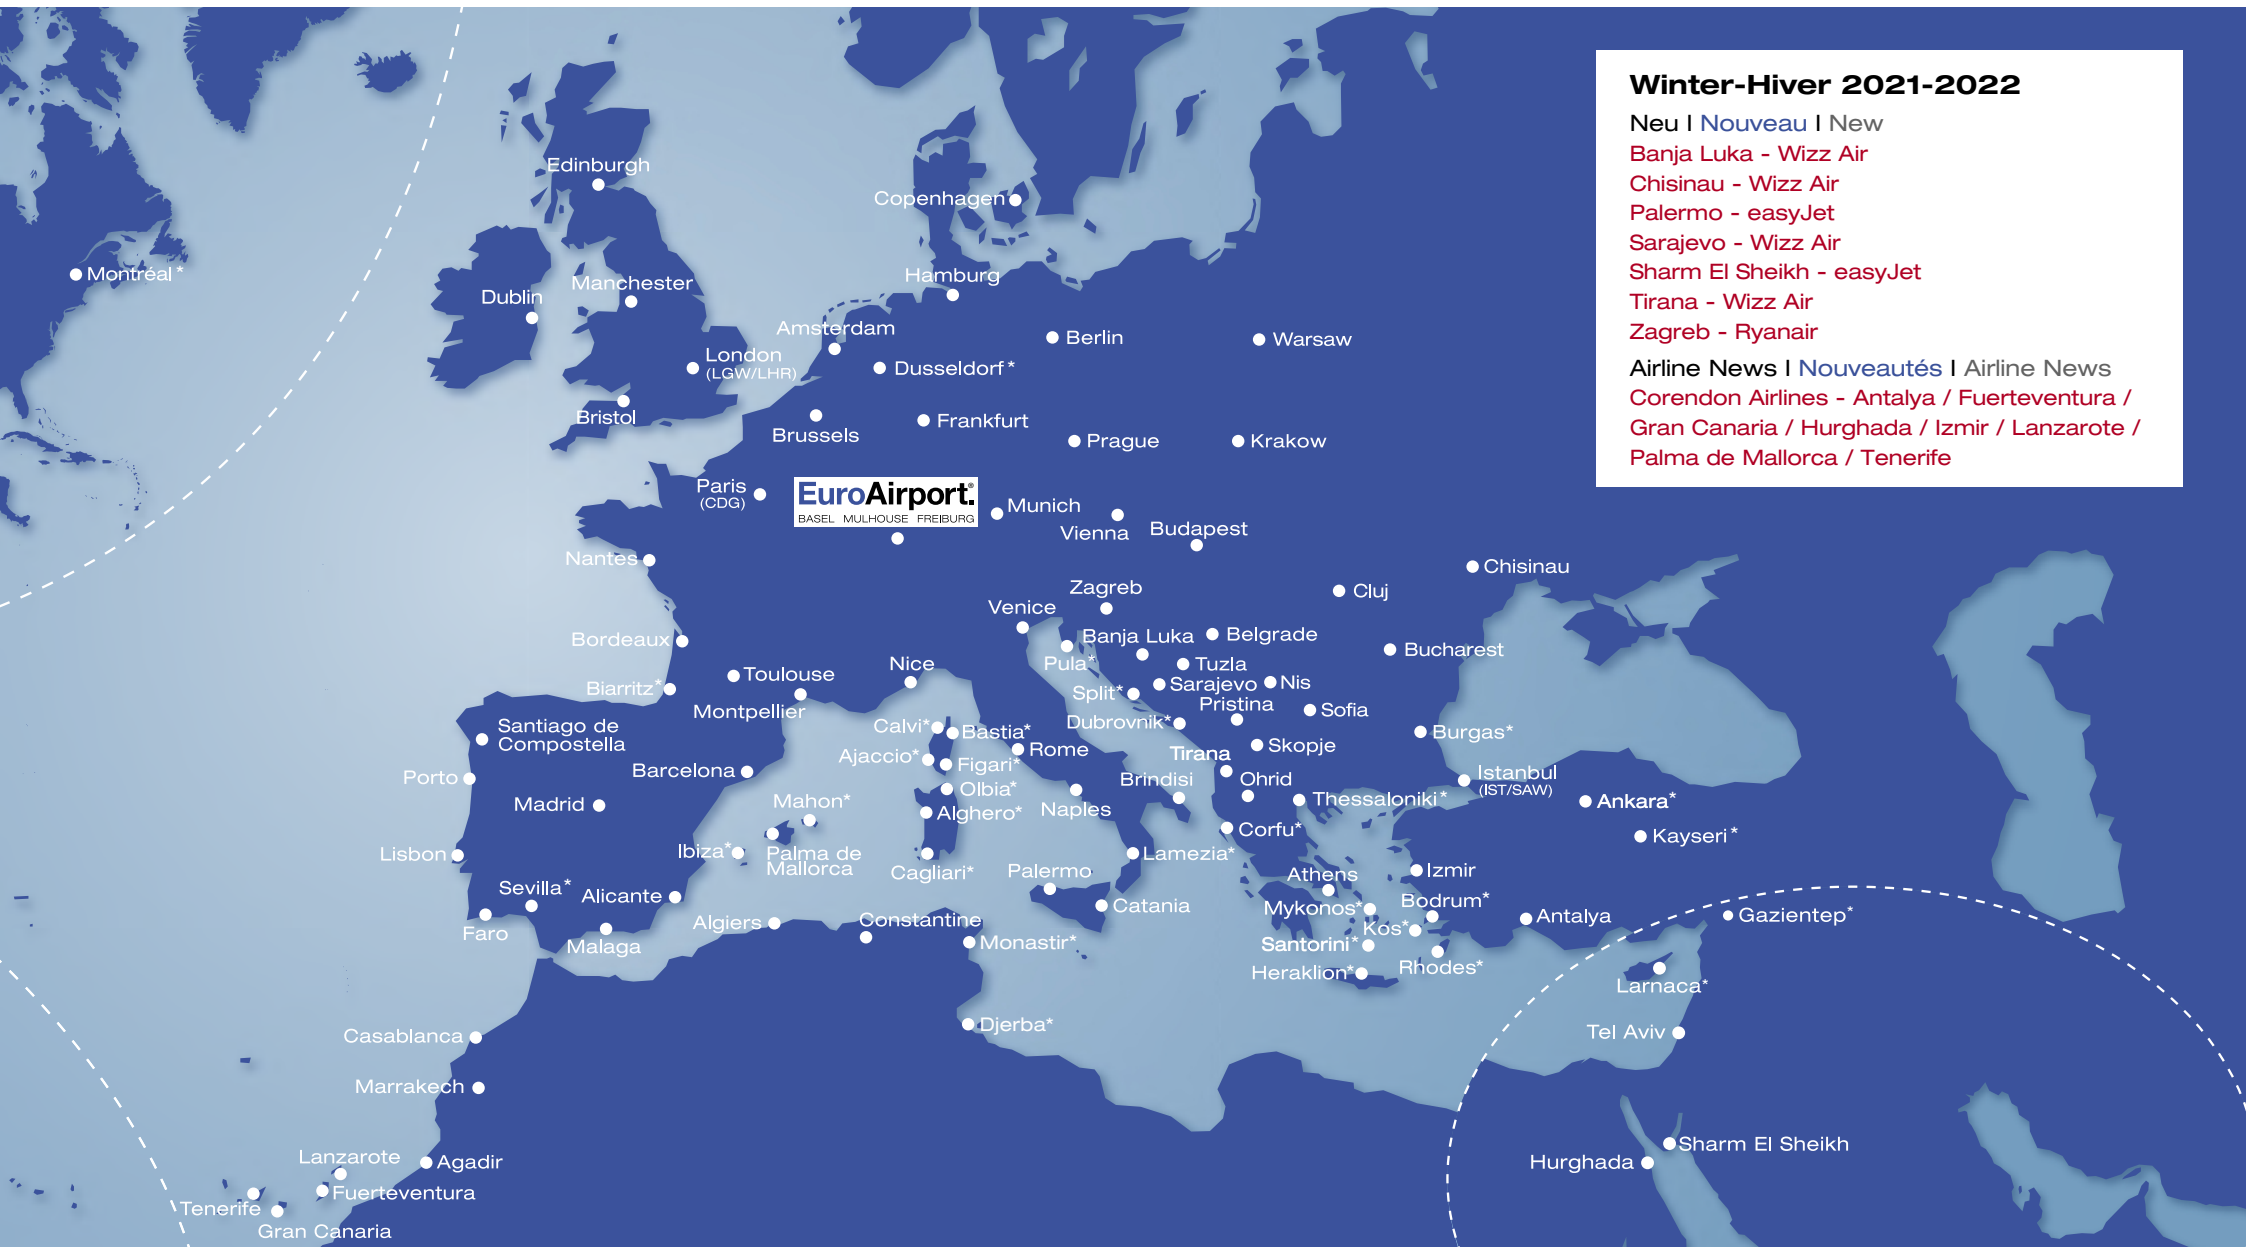 Winter-Hiver 2021-2022
Neu I Nouveau I New
Banja Luka - Wizz Air
Chisinau - Wizz Air
Palermo - easyJet
Sarajevo - Wizz Air
Sharm El Sheikh - easyJet
Tirana - Wizz Air
Zagreb - Ryanair
Airline News I Nouveautés I Airline News
Corendon Airlines - Antalya / Fuerteventura /
Gran Canaria / Hurghada / Izmir / Lanzarote /
Palma de Mallorca / Tenerife
Edinburgh
Copenhagen
Montréal*
Hamburg
Manchester
Dublin
Amsterdam
Berlin
Warsaw
London
(LGW/LHR)
Dusseldorf*
Bristol
Frankfurt
Brussels
Prague
Krakow
Paris
(CDG)
EuroAirport®
BASEL MULHOUSE FREIBURG
Munich
Vienna
Budapest
Nantes
Chisinau
Zagreb
Cluj
Venice
Bordeaux
Banja Luka
Belgrade
Bucharest
Pula*
Tuzla
Nice
Toulouse
Biarritz*
Sarajevo
Nis
Split*
Pristina
Montpellier
Sofia
Santiago de
Compostella
Calvi*
Bastia*
Dubrovnik*
Burgas*
Rome
Skopje
Tirana
Ajaccio*
Figari*
Barcelona
Porto
Brindisi
Ohrid
Istanbul
(IST/SAW)
Olbia*
Mahon*
Madrid
Thessaloniki*
Ankara*
Alghero*
Naples
Corfu*
Kayseri*
Lisbon
Ibiza*
Palma de
Mallorca
Lamezia*
Cagliari*
Palermo
Izmir
Athens
Sevilla*
Alicante
Bodrum*
Catania
Mykonos*
Antalya
Gazientep*
Constantine
Algiers
Faro
Kos*
Malaga
Monastir*
Santorini*
Rhodes*
Heraklion*
Larnaca*
Djerba*
Tel Aviv
Casablanca
Marrakech
Sharm El Sheikh
Lanzarote
Agadir
Hurghada
Fuerteventura
Tenerife
Gran Canaria